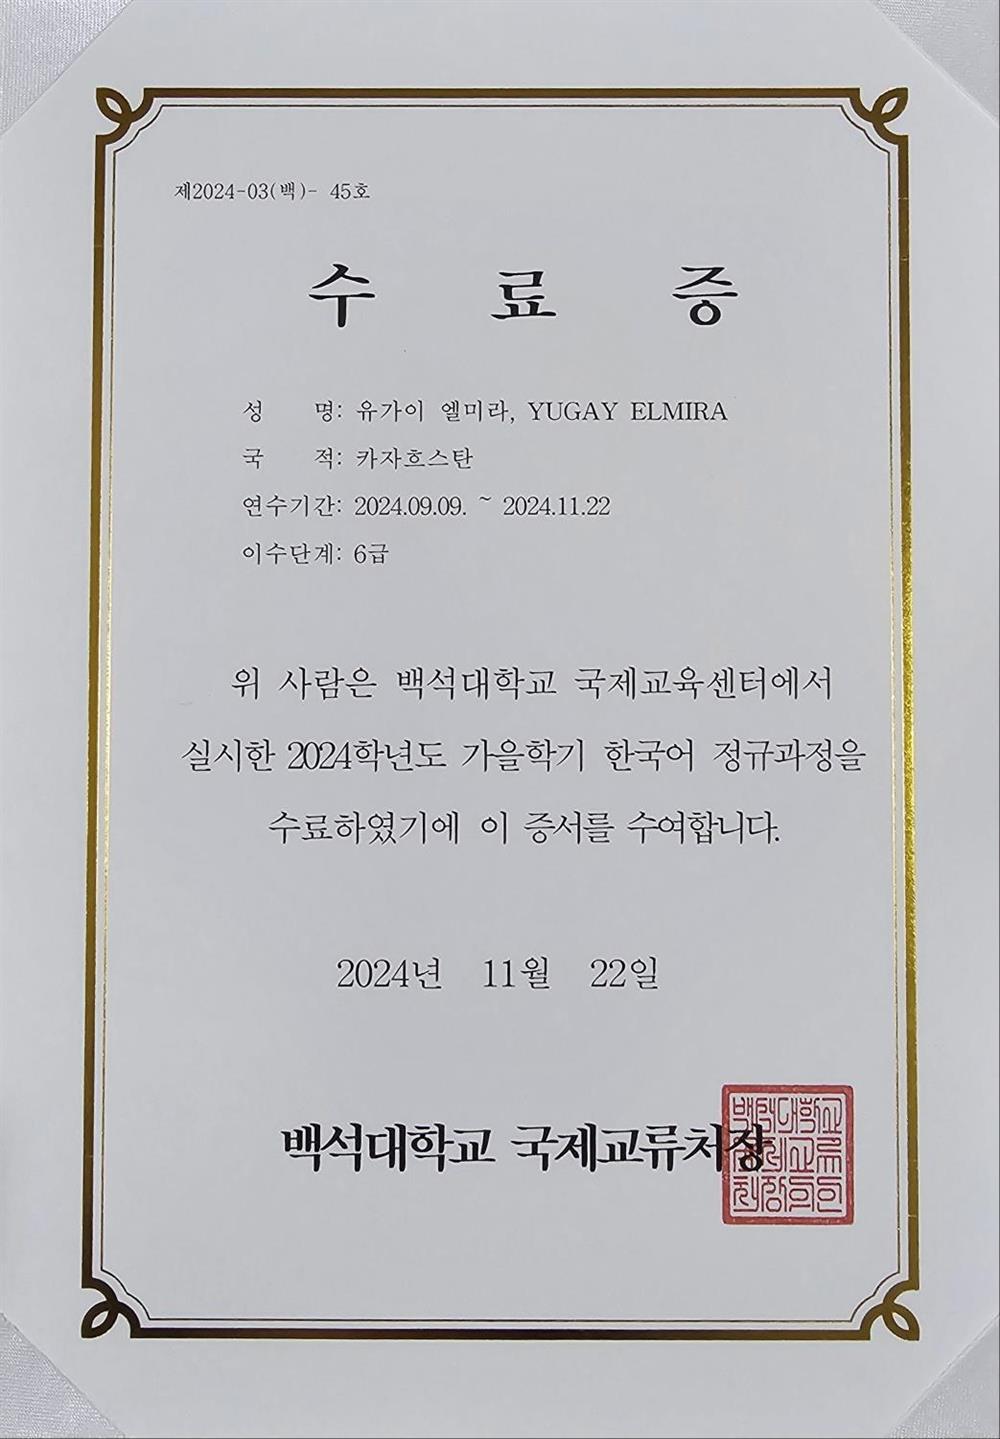 제2024-03(백)- 45호
수 료 증
성 명: 유가이 엘미라, YUGAY ELMIRA
국 적: 카자흐스탄
연수기간: 2024.09.09. ~ 2024.11.22
이수단계: 6급
위 사람은 백석대학교 국제교육센터에서
실시한 2024학년도 가을학기 한국어 정규과정을
수료하였기에 이 증서를 수여합니다.
2024년 11월 22일
백석대학교 국제교류처장
백석대학교